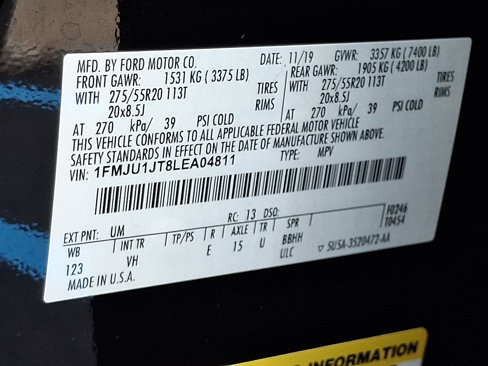 MFD. BY FORD MOTOR CO. DATE: 11/19 GVWR: 3357 KG ( 7400 LB)
FRONT GAWR: 1531 KG ( 3375 LB) REAR GAWR: 1905 KG ( 4200 LB)
WITH 275/55R20 113T TIRES WITH 275/55R20 113T TIRES
20x8.5J RIMS 20x8.5J RIMS
AT 270 kPa/ 39 PSI COLD AT 270 kPa/ 39 PSI COLD
THIS VEHICLE CONFORMS TO ALL APPLICABLE FEDERAL MOTOR VEHICLE
SAFETY STANDARDS IN EFFECT ON THE DATE OF MANUFACTURE SHOWN ABOVE.
VIN: 1FMJU1JT8LEA04811 TYPE: MPV
EXT PNT: UM RC: 13 DSO: F0246
T0454
WB INT TR TP/PS R AXLE TR SPR
123 VH E 15 U BBHH
ULC 5U5A-3520472-AA
MADE IN U.S.A.
INFORMATION